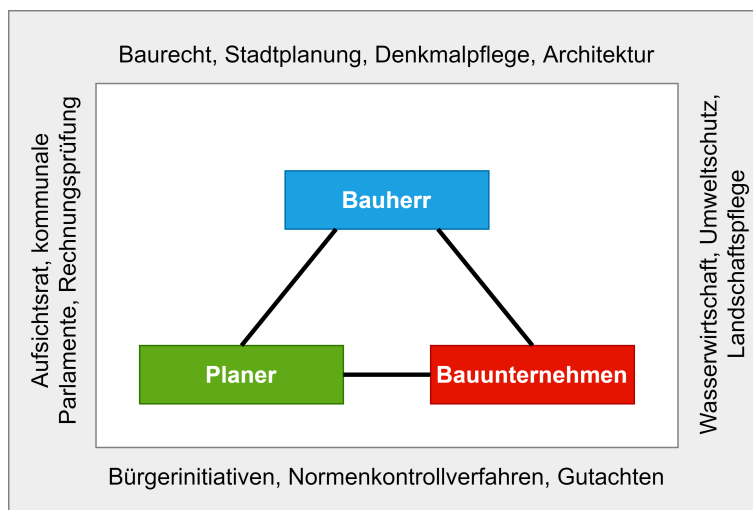 Baurecht, Stadtplanung, Denkmalpflege, Architektur
Aufsichtsrat, kommunale
Parlamente, Rechnungsprüfung
Bauherr
Planer
Bauunternehmen
Wasserwirtschaft, Umweltschutz,
Landschaftspflege
Bürgerinitiativen, Normenkontrollverfahren, Gutachten